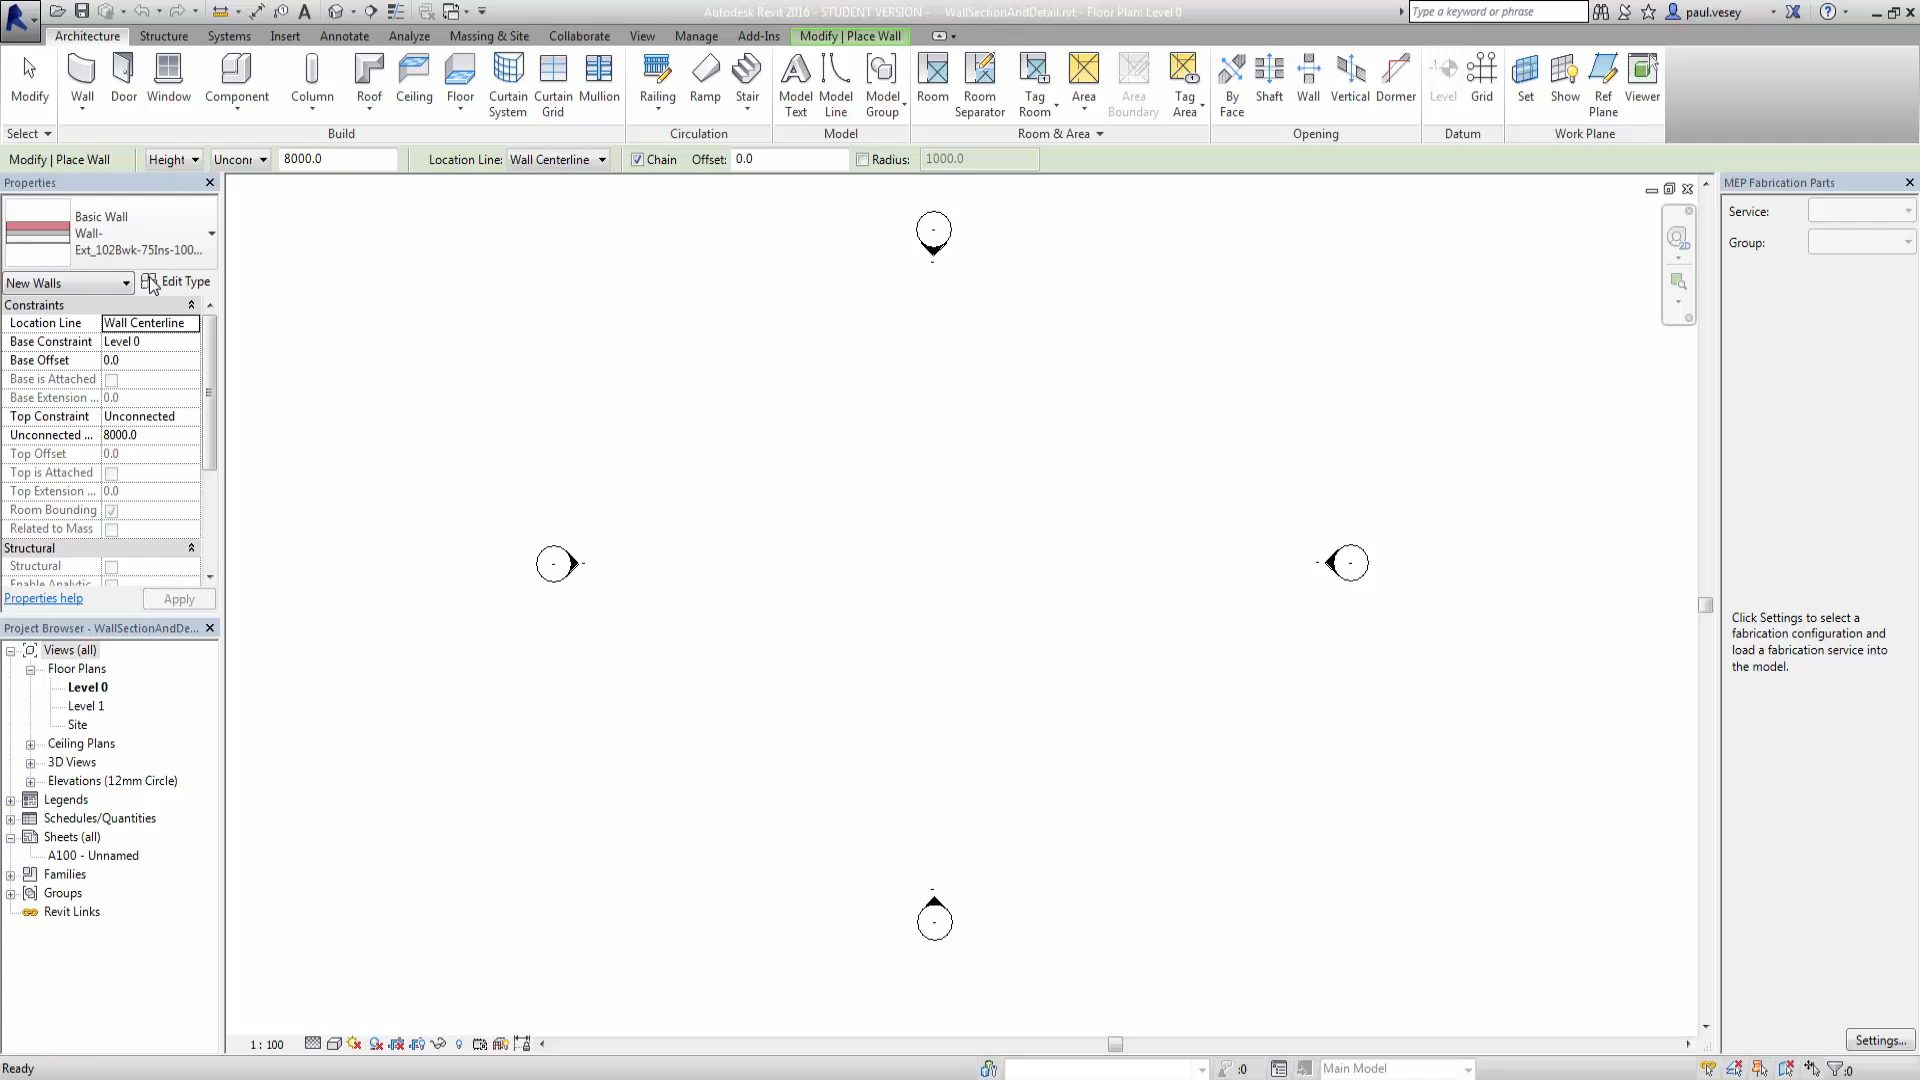 Autodesk Revit 2016 - STUDENT VERSION - WallSectionAndDetail.rvt - Floor Plan: Level 0
Type a keyword or phrase
paul.vesey
Architecture Structure Systems Insert Annotate Analyze Massing & Site Collaborate View Manage Add-Ins Modify | Place Wall
Modify Wall Door Window Component Column Roof Ceiling Floor Curtain System Curtain Grid Mullion Railing Ramp Stair Model Text Model Line Model Group Room Room Separator Tag Room Area Area Boundary Tag Area By Face Shaft Wall Vertical Dormer Level Grid Set Show Ref Plane Viewer
Select Build Circulation Model Room & Area Opening Datum Work Plane
Modify | Place Wall Height Unconr 8000.0 Location Line: Wall Centerline Chain Offset: 0.0 Radius: 1000.0
Properties
Basic Wall
Wall-
Ext_102Bwk-75Ins-100...
New Walls Edit Type
Constraints
Location Line Wall Centerline
Base Constraint Level 0
Base Offset 0.0
Base is Attached
Base Extension ... 0.0
Top Constraint Unconnected
Unconnected ... 8000.0
Top Offset 0.0
Top is Attached
Top Extension ... 0.0
Room Bounding
Related to Mass
Structural
Structural
Enable Analytic
Properties help Apply
Project Browser - WallSectionAndDe...
Views (all)
Floor Plans
Level 0
Level 1
Site
Ceiling Plans
3D Views
Elevations (12mm Circle)
Legends
Schedules/Quantities
Sheets (all)
A100 - Unnamed
Families
Groups
Revit Links
2D
MEP Fabrication Parts
Service:
Group:
Click Settings to select a
fabrication configuration and
load a fabrication service into
the model.
Settings...
1 : 100
Ready
:0
Main Model
:0